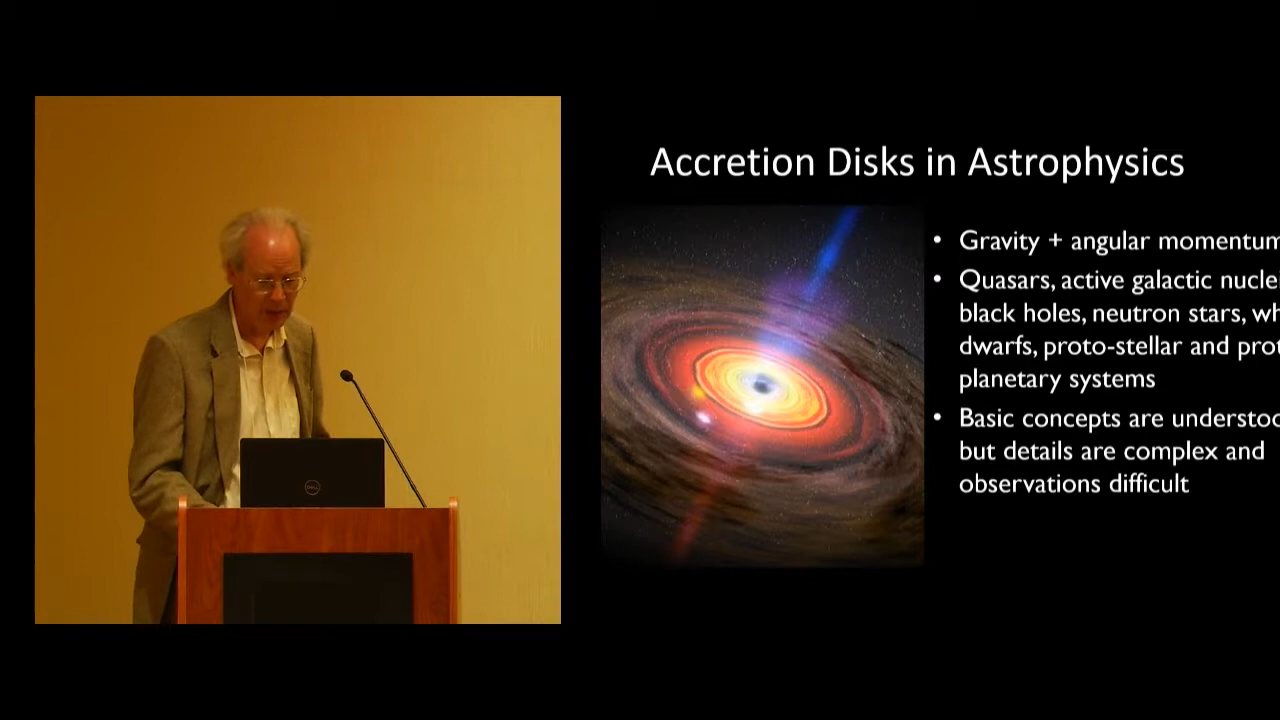 Accretion Disks in Astrophysics
• Gravity + angular momentum
• Quasars, active galactic nucle
black holes, neutron stars, wh
dwarfs, proto-stellar and prot
planetary systems
• Basic concepts are understoo
but details are complex and
observations difficult
DELL